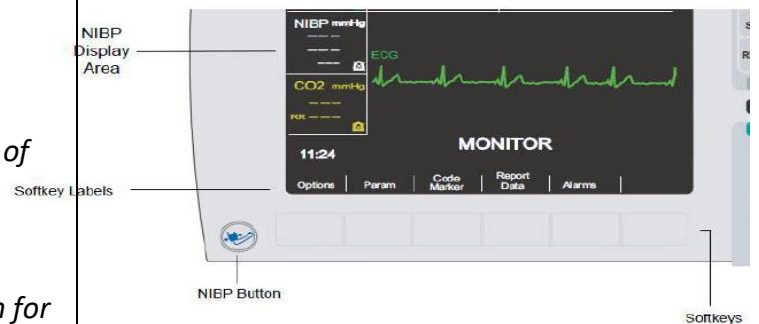 NIBP
Display
Area
NIBP mmHg
--- 
---
---
ECG
CO2 mmHg
---
RR ---
of
11:24
MONITOR
Softkey Labels
Options
Param
Code
Marker
Report
Data
Alarms
NIBP Button
n for
Softkeys